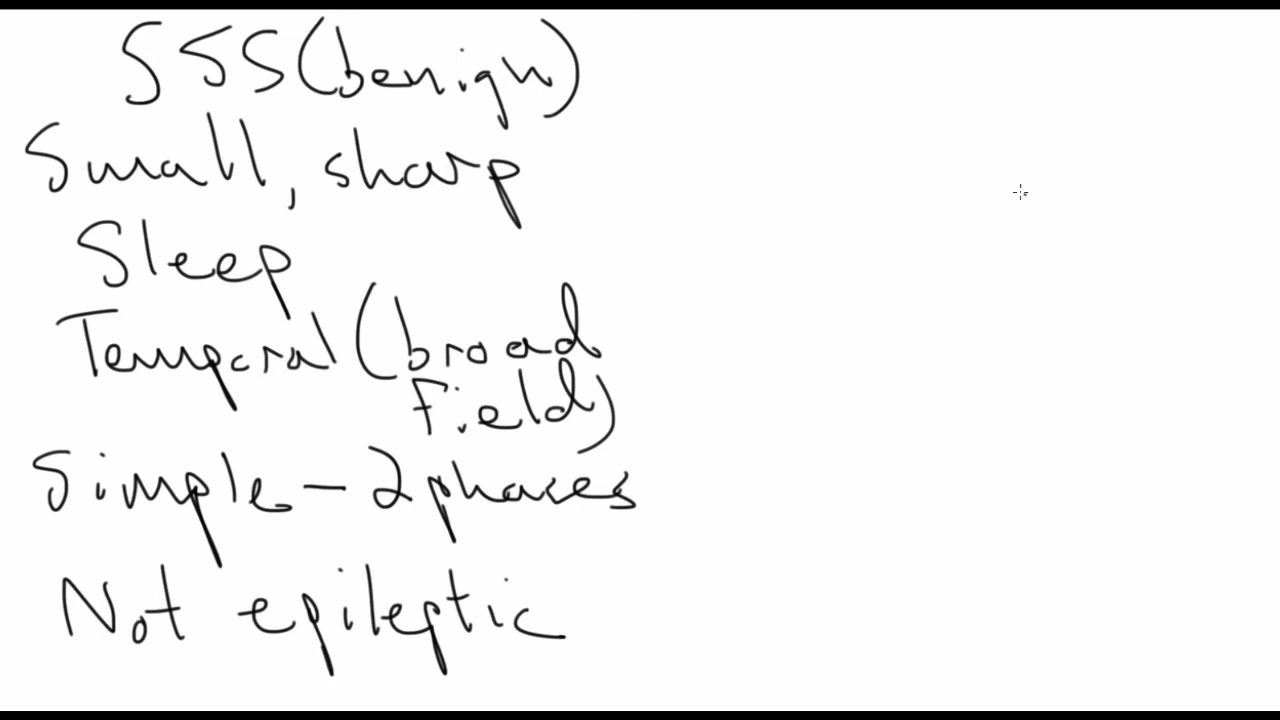 SSS (benign)
Small, sharp
Sleep
Temporal (broad
field)
Simple - 2 phases
Not epileptic